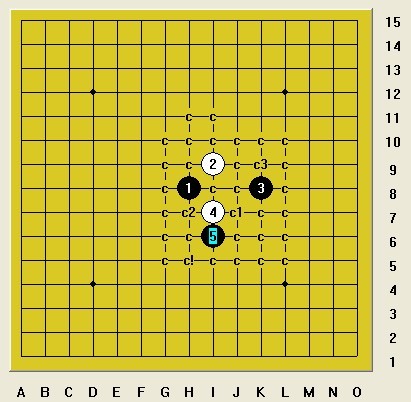 15
14
13
12
c c 11
c c c c c c 10
c c 2 c c3 c 9
c 1 c c 3 c 8
c c2 4 c1 c c 7
c c 5 c c c 6
c c! c c c c 5
4
3
2
1
A B C D E F G H I J K L M N O